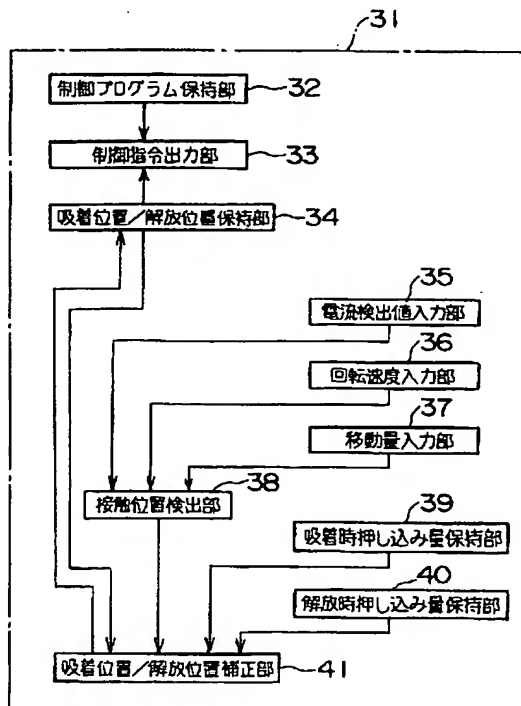 31
制御プログラム保持部 32
制御指令出力部 33
吸着位置／解放位置保持部 34
35
電流検出値入力部
36
回転速度入力部
37
移動量入力部
38
接触位置検出部
39
吸着時押し込み量保持部
40
解放時押し込み量保持部
吸着位置／解放位置補正部 41